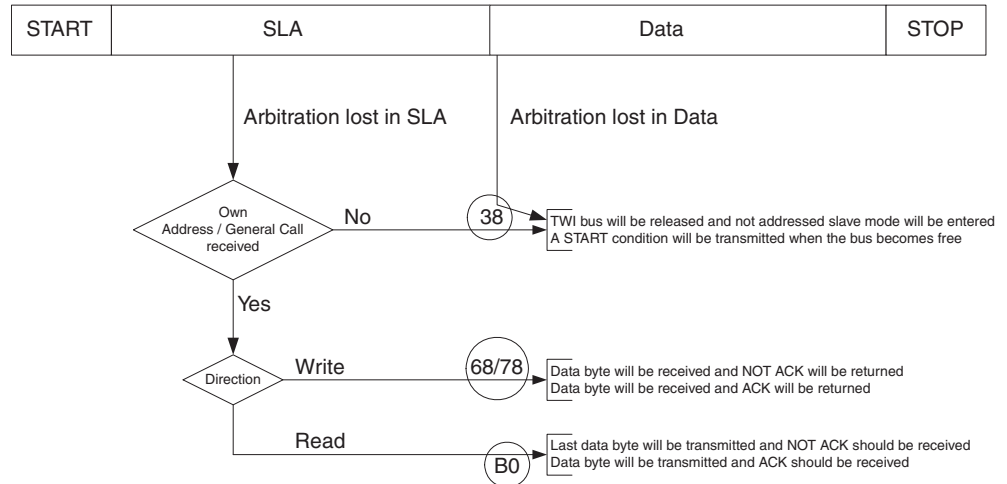 START
SLA
Data
STOP
Arbitration lost in SLA
Arbitration lost in Data
Own
Address / General Call
received
No
38
TWI bus will be released and not addressed slave mode will be entered
A START condition will be transmitted when the bus becomes free
Yes
Direction
Write
68/78
Data byte will be received and NOT ACK will be returned
Data byte will be received and ACK will be returned
Read
B0
Last data byte will be transmitted and NOT ACK should be received
Data byte will be transmitted and ACK should be received